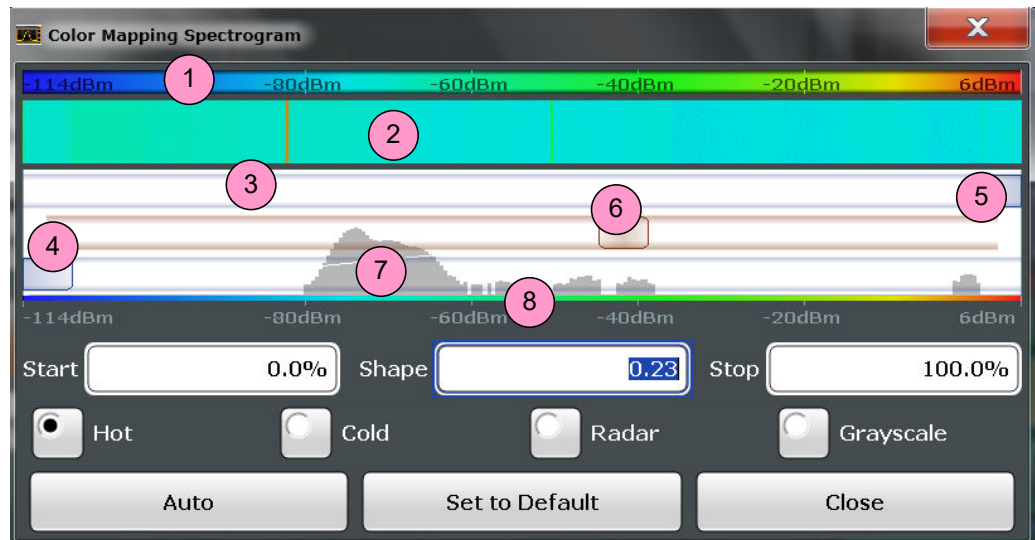 Color Mapping Spectrogram X
-114dBm 1 -80dBm -60dBm -40dBm -20dBm 6dBm
2
3
5
6
4
7
8
-114dBm -80dBm -60dBm -40dBm -20dBm 6dBm
Start 0.0% Shape 0.23 Stop 100.0%
Hot Cold Radar Grayscale
Auto Set to Default Close